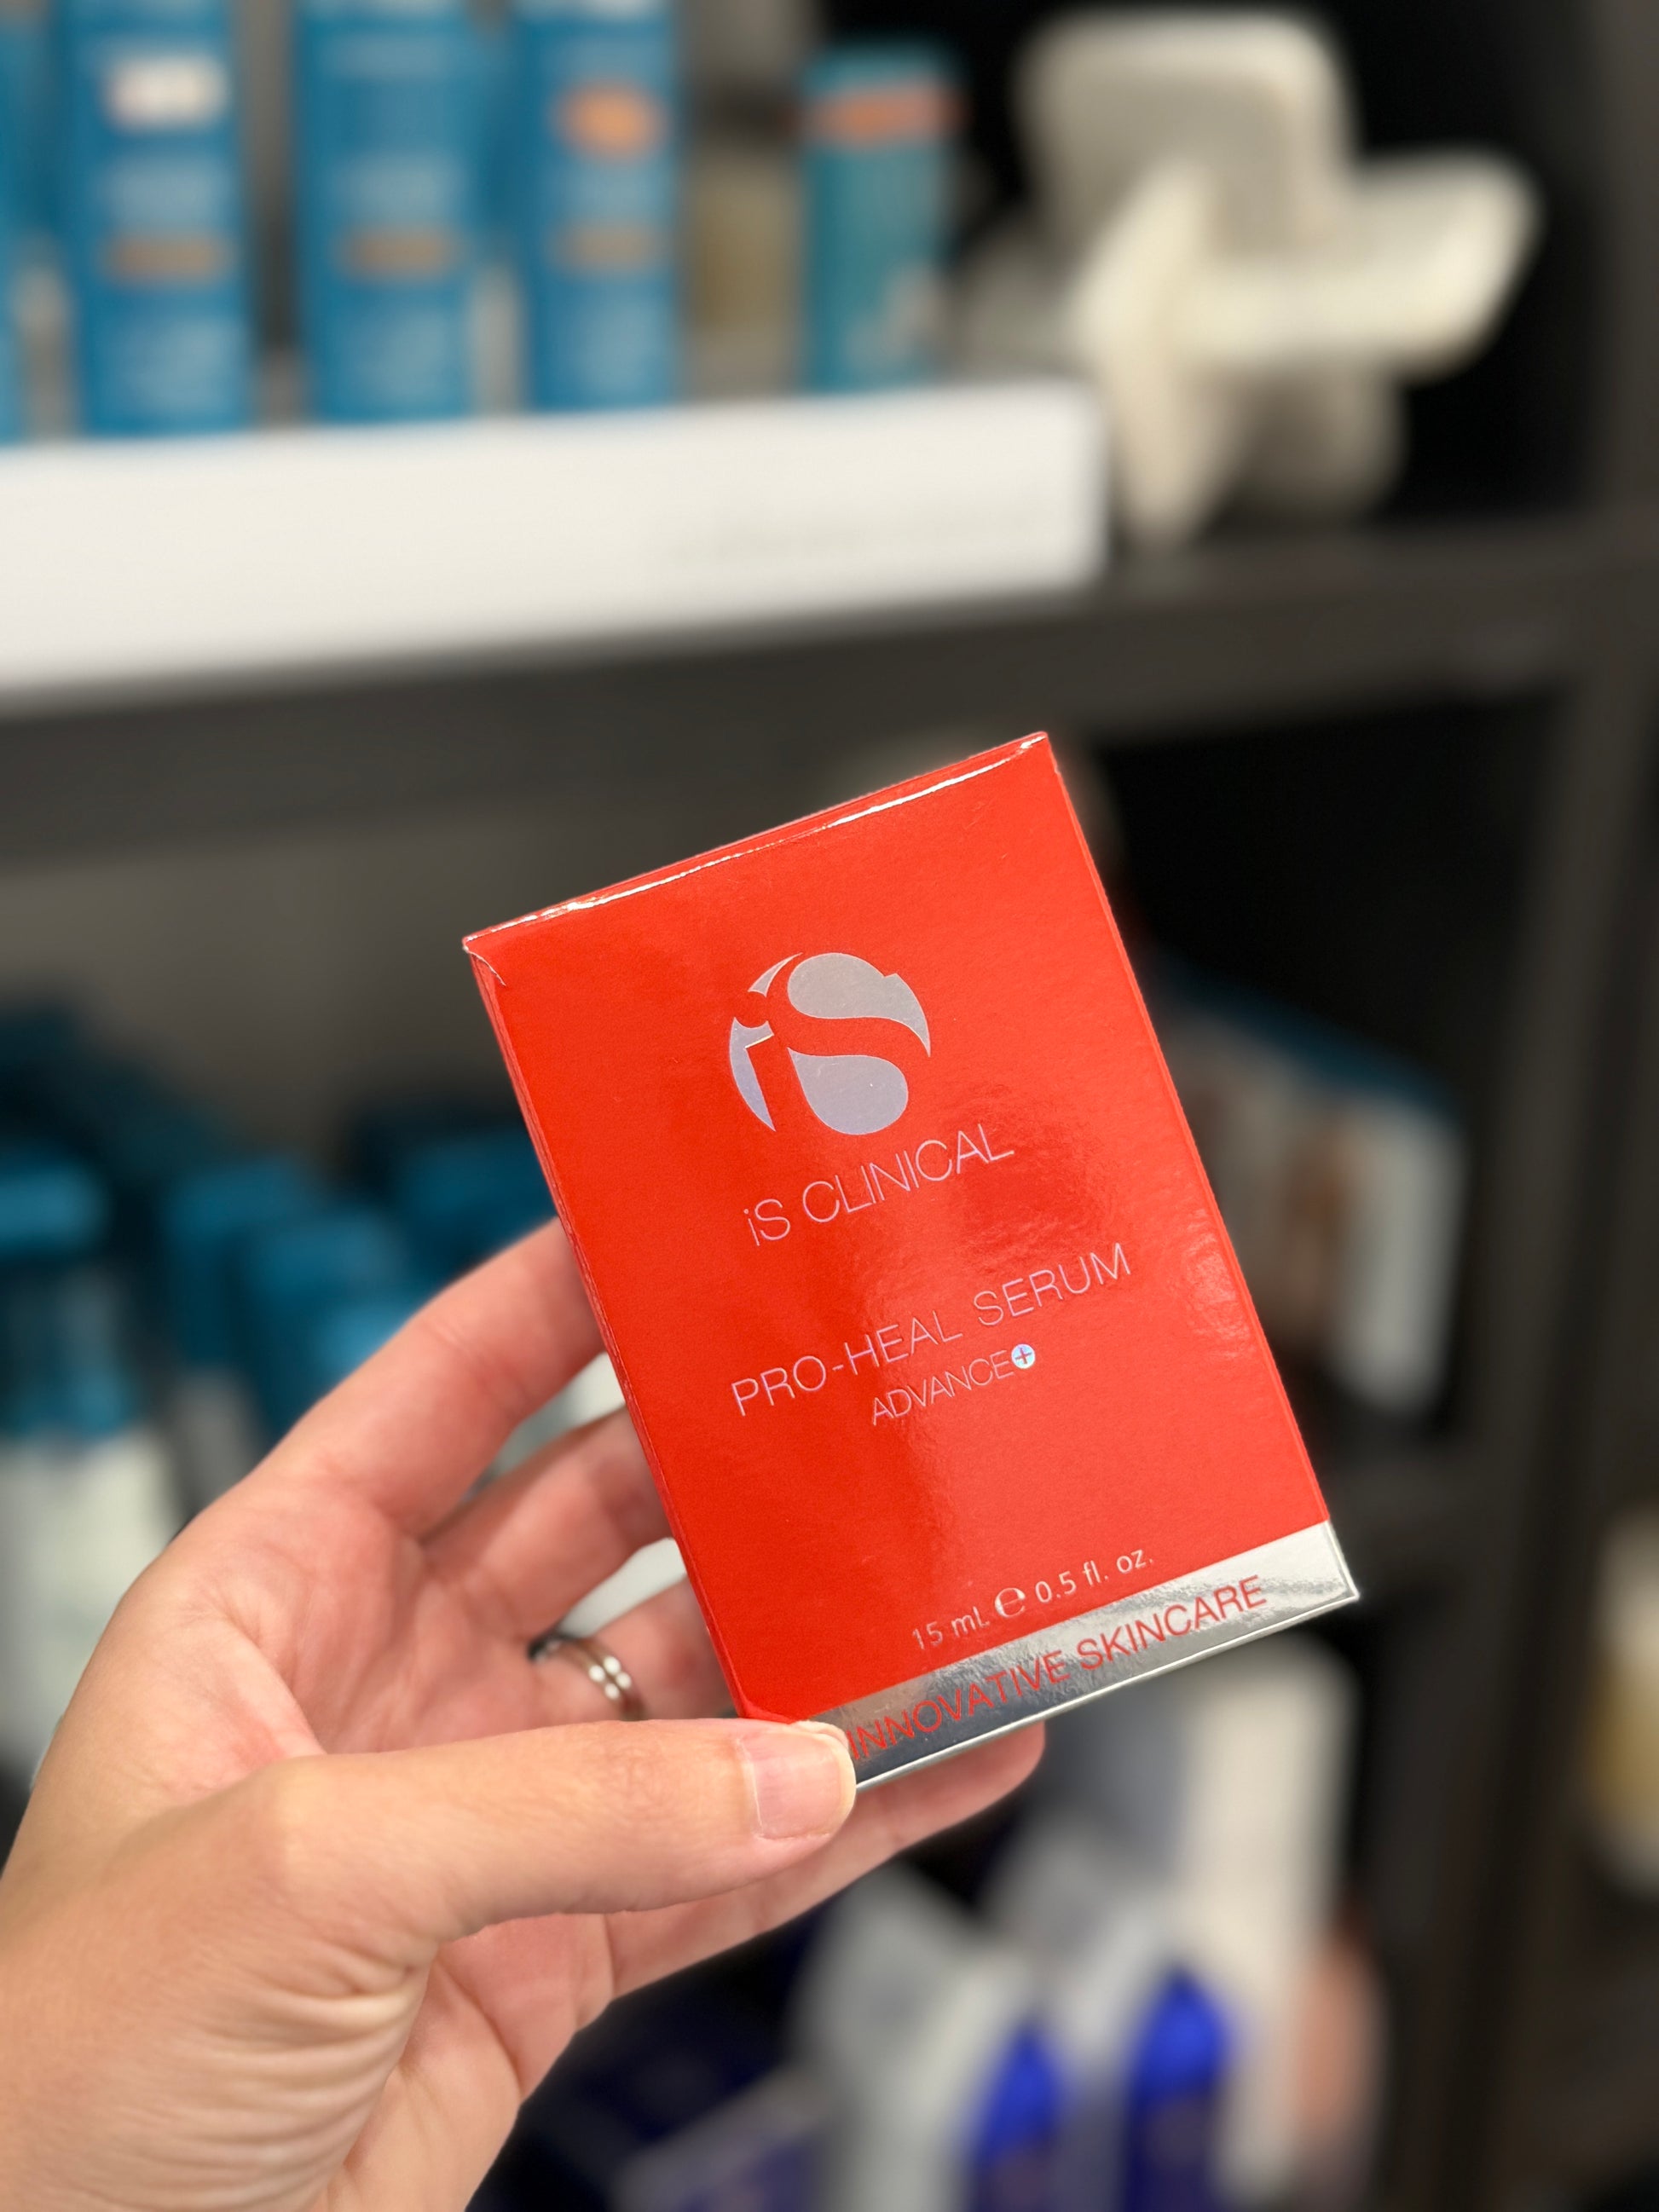 iS
iS CLINICAL
PRO-HEAL SERUM
ADVANCE+
15 mL ℮ 0.5 fl. oz.
INNOVATIVE SKINCARE